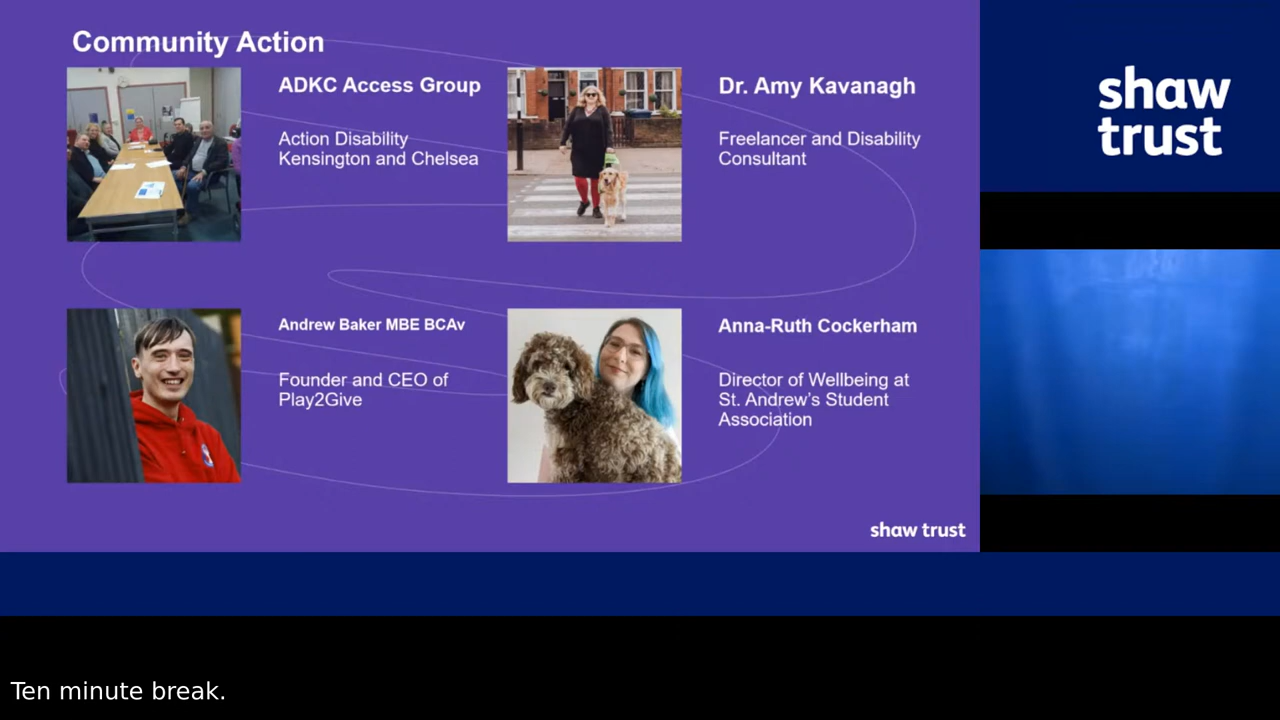 Community Action
ADKC Access Group
Action Disability
Kensington and Chelsea
Dr. Amy Kavanagh
Freelancer and Disability
Consultant
Andrew Baker MBE BCAv
Founder and CEO of
Play2Give
Anna-Ruth Cockerham
Director of Wellbeing at
St. Andrew's Student
Association
shaw trust
shaw
trust
Ten minute break.